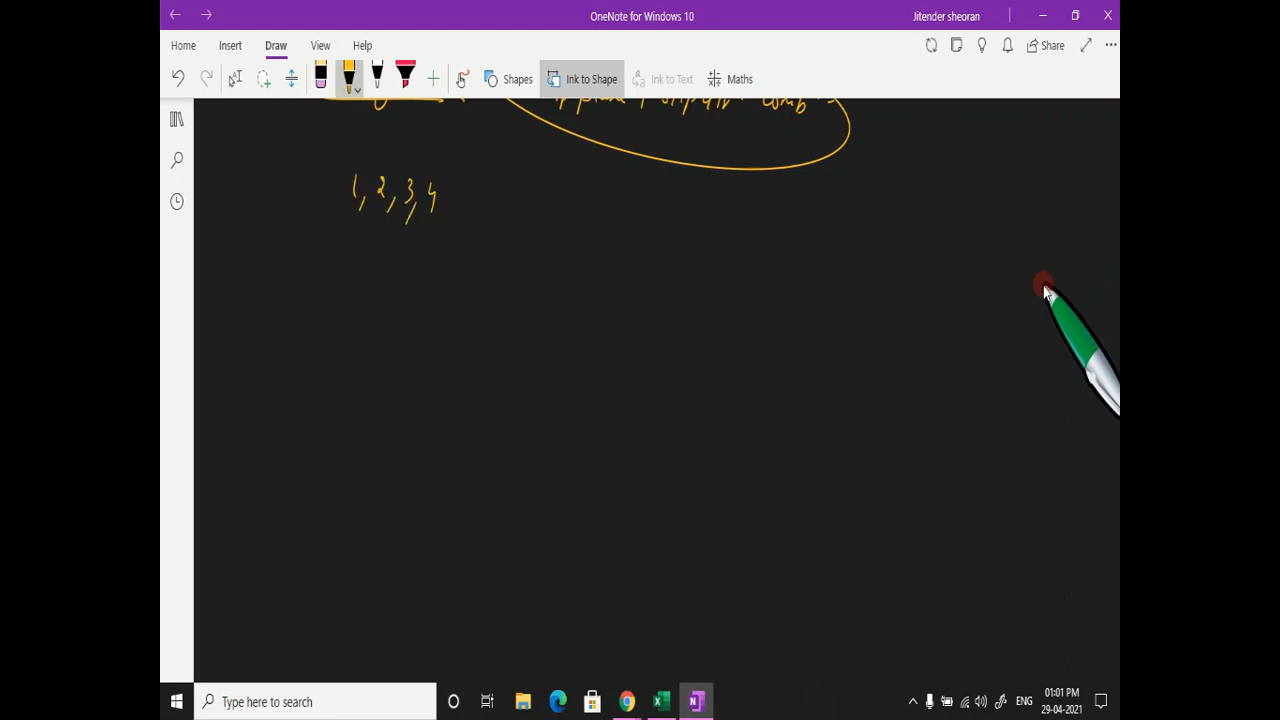 OneNote for Windows 10
Jitender sheoran
Home Insert Draw View Help
Share
Shapes
Ink to Shape
Ink to Text
Maths
1, 2, 3, 4
Type here to search
ENG
01:01 PM
29-04-2021